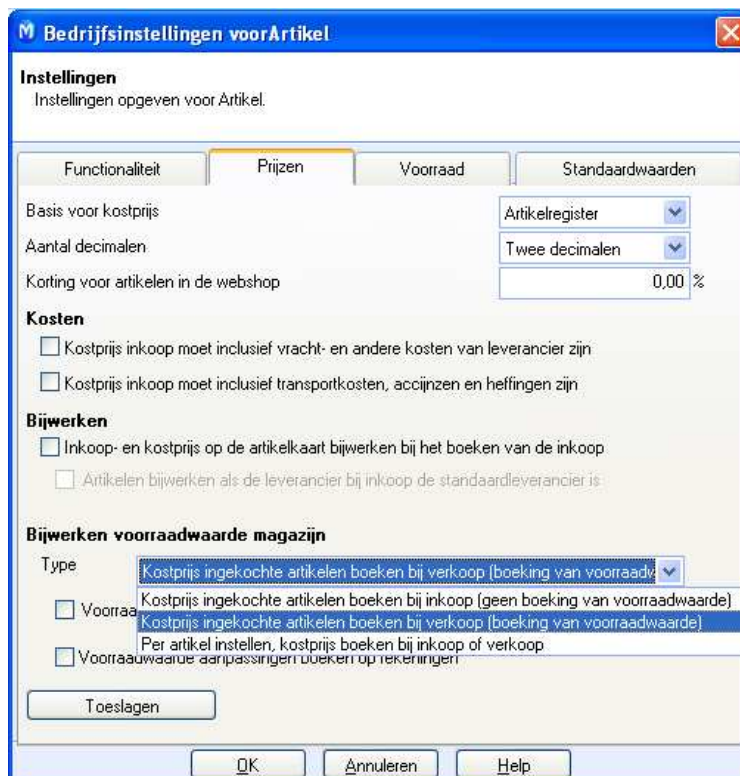 Bedrijfsinstellingen voorArtikel
Instellingen
Instellingen opgeven voor Artikel.
Functionaliteit Prijzen Voorraad Standaardwaarden
Basis voor kostprijs Artikelregister
Aantal decimalen Twee decimalen
Korting voor artikelen in de webshop 0,00 %
Kosten
Kostprijs inkoop moet inclusief vracht- en andere kosten van leverancier zijn
Kostprijs inkoop moet inclusief transportkosten, accijnzen en heffingen zijn
Bijwerken
Inkoop- en kostprijs op de artikelkaart bijwerken bij het boeken van de inkoop
Artikelen bijwerken als de leverancier bij inkoop de standaardleverancier is
Bijwerken voorraadwaarde magazijn
Type Kostprijs ingekochte artikelen boeken bij verkoop (boeking van voorraadw
Kostprijs ingekochte artikelen boeken bij inkoop (geen boeking van voorraadwaarde)
Voorraa Kostprijs ingekochte artikelen boeken bij verkoop (boeking van voorraadwaarde)
Per artikel instellen, kostprijs boeken bij inkoop of verkoop
Voorraadwaarde aanpassingen boeken op rekeningen
Toeslagen
OK Annuleren Help